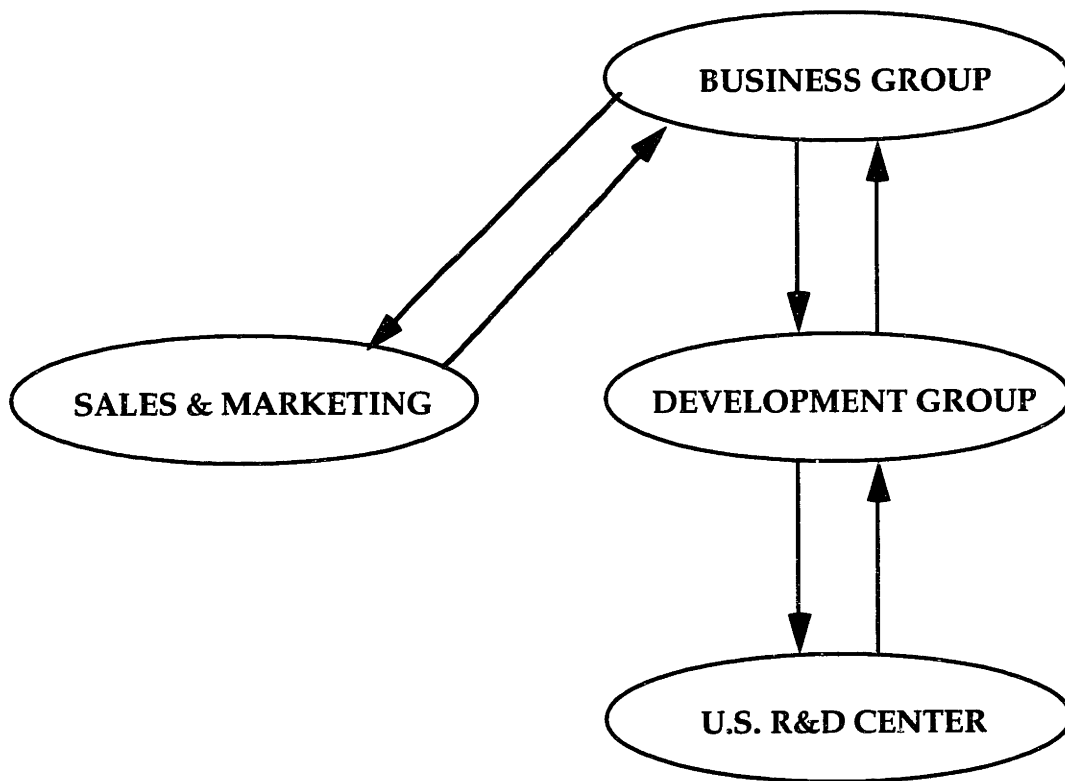 BUSINESS GROUP
SALES & MARKETING
DEVELOPMENT GROUP
U.S. R&D CENTER